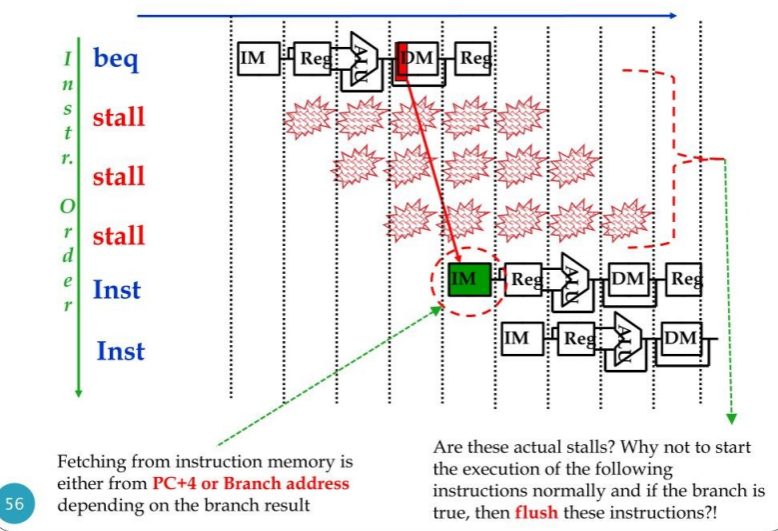 Instr. Order
beq
IM Reg ALU DM Reg
stall
stall
stall
Inst
IM Reg ALU DM Reg
Inst
IM Reg ALU DM
Fetching from instruction memory is
either from PC+4 or Branch address
depending on the branch result
Are these actual stalls? Why not to start
the execution of the following
instructions normally and if the branch is
true, then flush these instructions?!
56